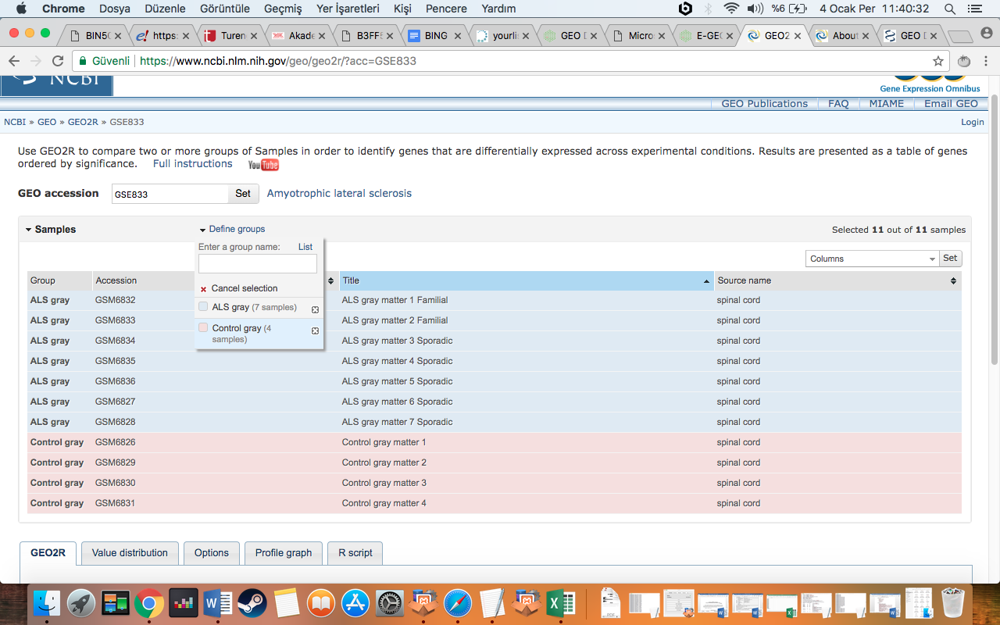 Chrome Dosya Düzenle Görüntüle Geçmiş Yer İşaretleri Kişi Pencere Yardım %6 4 Ocak Per 11:40:32
BIN50 e! https: Turen Akade B3FF BING yourlis GEO D Micros E-GEO GEO2 About GEO D
Güvenli https://www.ncbi.nlm.nih.gov/geo/geo2r/?acc=GSE833
NCBI
Gene Expression Omnibus
GEO Publications FAQ MIAME Email GEO
NCBI » GEO » GEO2R » GSE833 Login
Use GEO2R to compare two or more groups of Samples in order to identify genes that are differentially expressed across experimental conditions. Results are presented as a table of genes
ordered by significance. Full instructions YouTube
GEO accession GSE833 Set Amyotrophic lateral sclerosis
Samples Define groups Selected 11 out of 11 samples
Enter a group name: List
Columns Set
Cancel selection
ALS gray (7 samples)
Control gray (4
samples)
Group Accession Title Source name
ALS gray GSM6832 ALS gray matter 1 Familial spinal cord
ALS gray GSM6833 ALS gray matter 2 Familial spinal cord
ALS gray GSM6834 ALS gray matter 3 Sporadic spinal cord
ALS gray GSM6835 ALS gray matter 4 Sporadic spinal cord
ALS gray GSM6836 ALS gray matter 5 Sporadic spinal cord
ALS gray GSM6827 ALS gray matter 6 Sporadic spinal cord
ALS gray GSM6828 ALS gray matter 7 Sporadic spinal cord
Control gray GSM6826 Control gray matter 1 spinal cord
Control gray GSM6829 Control gray matter 2 spinal cord
Control gray GSM6830 Control gray matter 3 spinal cord
Control gray GSM6831 Control gray matter 4 spinal cord
GEO2R Value distribution Options Profile graph R script